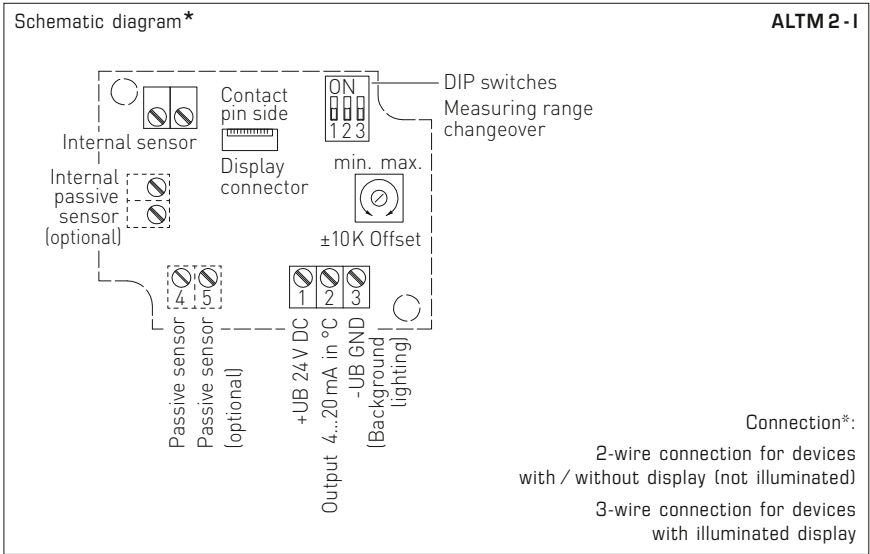 Schematic diagram*
ALTM 2 - I
ON
1 2 3
DIP switches
Measuring range
changeover
Contact
pin side
Internal sensor
Display
connector
min. max.
±10K Offset
Internal
passive
sensor
(optional)
4 5
1 2 3
Passive sensor
Passive sensor
(optional)
+UB 24V DC
Output 4...20mA in °C
-UB GND
(Background
lighting)
Connection*:
2-wire connection for devices
with / without display (not illuminated)
3-wire connection for devices
with illuminated display